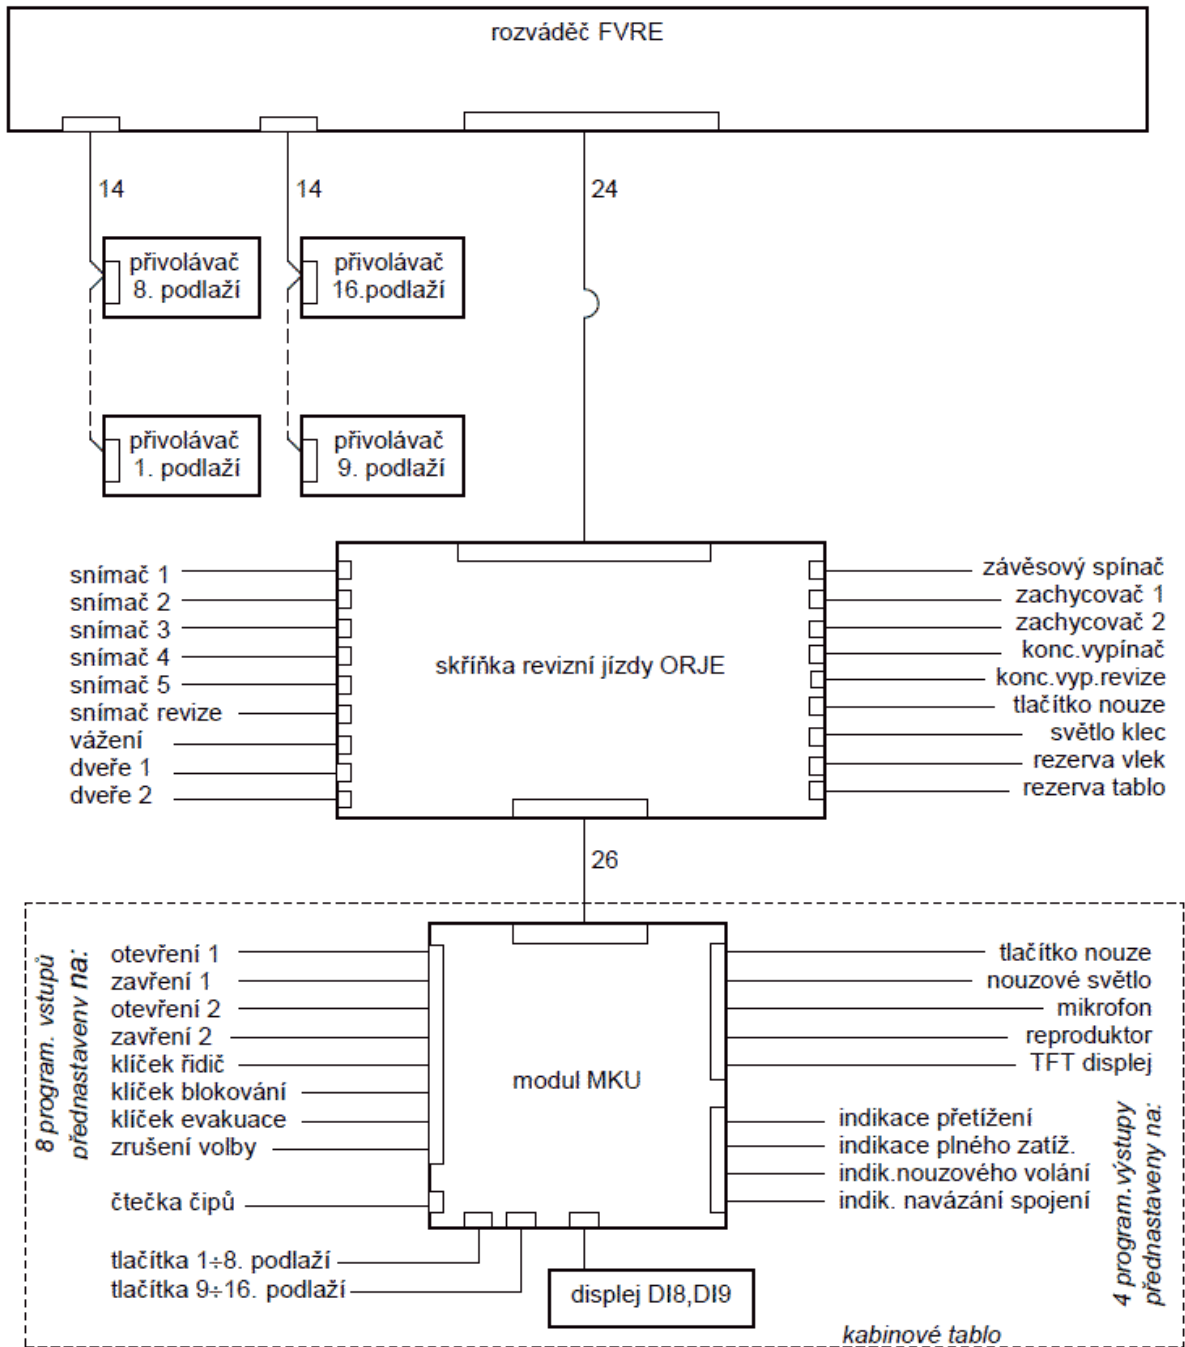 rozváděč FVRE
14
14
24
přivolávač
8. podlaží
přivolávač
16.podlaží
přivolávač
1. podlaží
přivolávač
9. podlaží
snímač 1
snímač 2
snímač 3
snímač 4
snímač 5
snímač revize
vážení
dveře 1
dveře 2
skříňka revizní jízdy ORJE
závěsový spínač
zachycovač 1
zachycovač 2
konc.vypínač
konc.vyp.revize
tlačítko nouze
světlo klec
rezerva vlek
rezerva tablo
26
8 program. vstupů
přednastaveny na:
otevření 1
zavření 1
otevření 2
zavření 2
klíček řidič
klíček blokování
klíček evakuace
zrušení volby
čtečka čipů
tlačítka 1÷8. podlaží
tlačítka 9÷16. podlaží
modul MKU
tlačítko nouze
nouzové světlo
mikrofon
reproduktor
TFT displej
indikace přetížení
indikace plného zatíž.
indik.nouzového volání
indik. navázání spojení
4 program.výstupy
přednastaveny na:
displej DI8,DI9
kabinové tablo